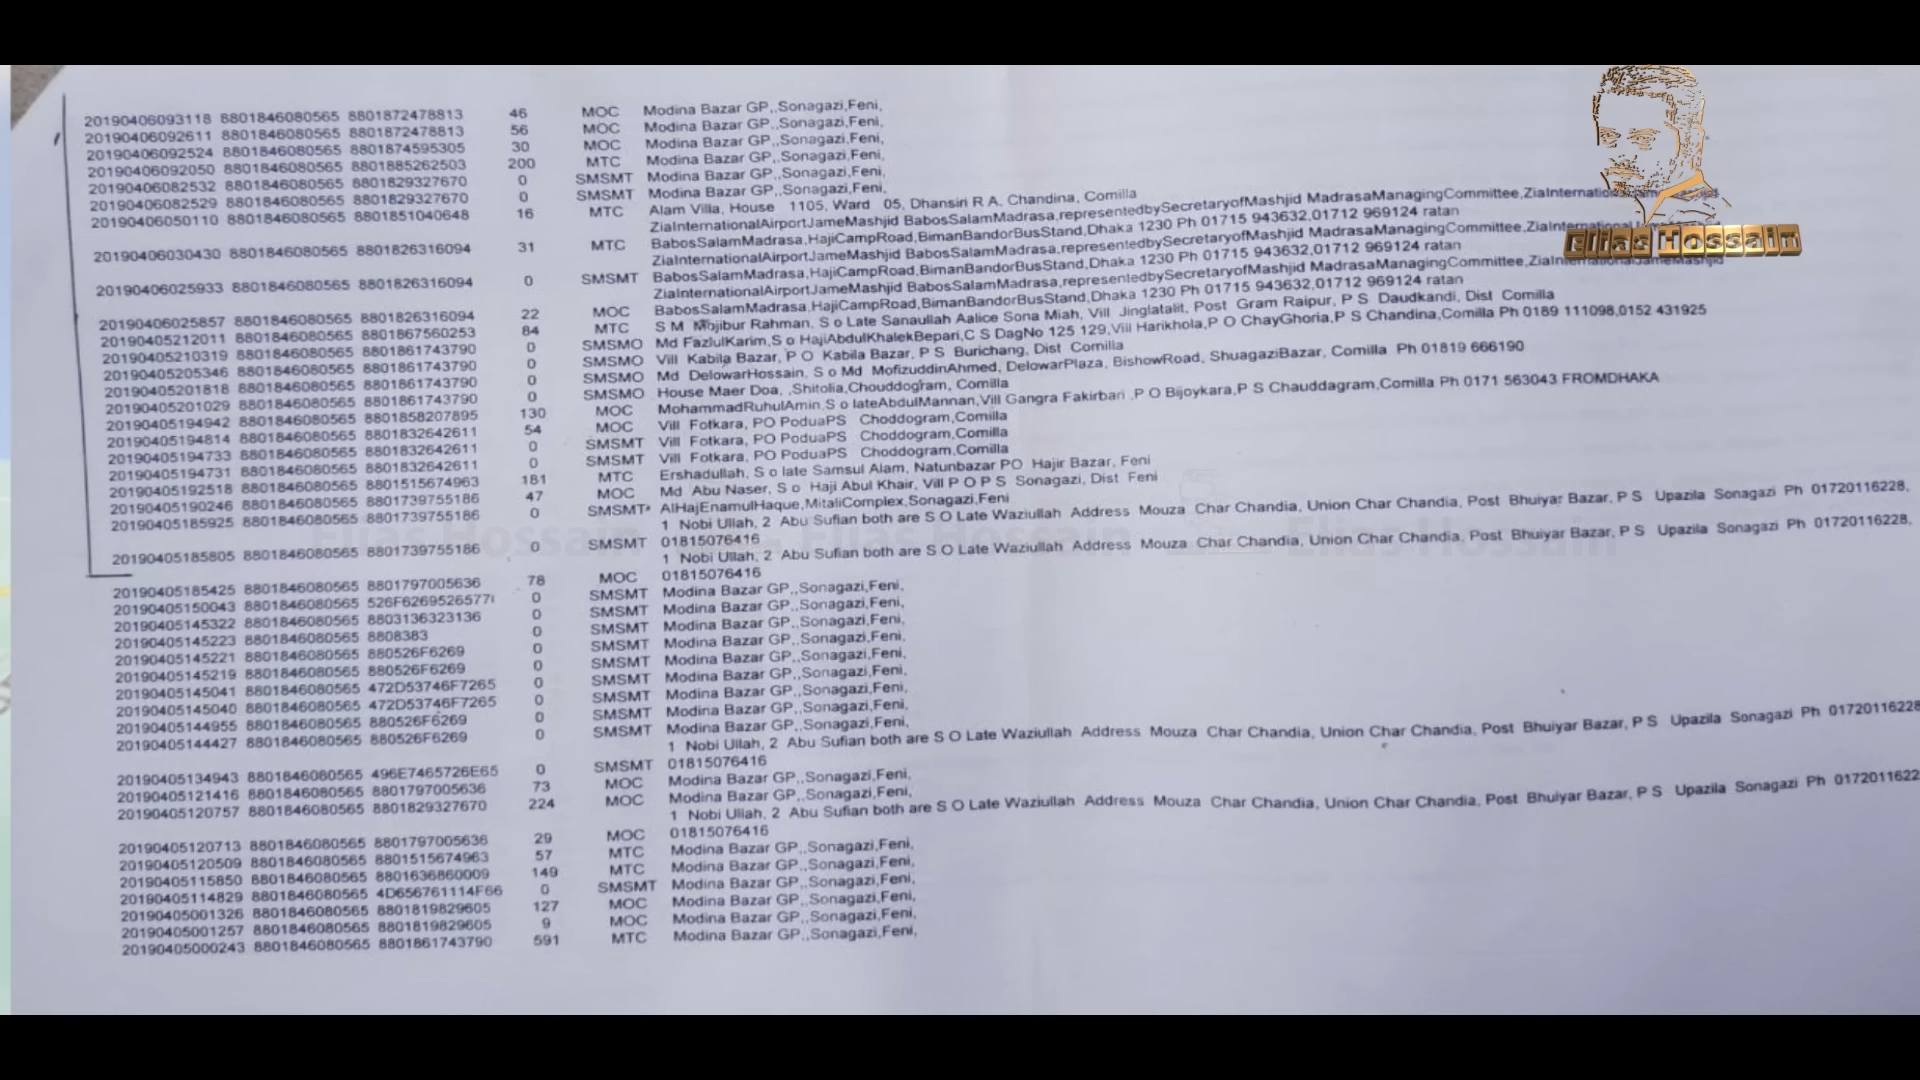 20190406093118 8801846080565 8801872478813 46 MOC Modina Bazar GP,,Sonagazi,Feni,
20190406092611 8801846080565 8801872478813 56 MOC Modina Bazar GP,,Sonagazi,Feni,
20190406092524 8801846080565 8801874595305 30 MOC Modina Bazar GP,,Sonagazi,Feni,
20190406092050 8801846080565 8801885262503 200 MTC Modina Bazar GP,,Sonagazi,Feni,
20190406082532 8801846080565 8801829327670 0 SMSMT Modina Bazar GP,,Sonagazi,Feni,
20190406082529 8801846080565 8801829327670 0 SMSMT Modina Bazar GP,,Sonagazi,Feni,
20190406050110 8801846080565 8801851040648 16 MTC Alam Villa, House 1105, Ward 05, Dhansiri R A, Chandina, Comilla
ZiaInternationalAirportJameMashjid BabosSalamMadrasa,representedbySecretaryofMashjid MadrasaManagingCommittee,ZiaInternationalJameMashjid
20190406030430 8801846080565 8801826316094 31 MTC BabosSalamMadrasa,HajiCampRoad,BimanBandorBusStand,Dhaka 1230 Ph 01715 943632,01712 969124 ratan
ZiaInternationalAirportJameMashjid BabosSalamMadrasa,representedbySecretaryofMashjid MadrasaManagingCommittee,ZiaInternationalJameMashjid
20190406025933 8801846080565 8801826316094 0 SMSMT BabosSalamMadrasa,HajiCampRoad,BimanBandorBusStand,Dhaka 1230 Ph 01715 943632,01712 969124 ratan
ZiaInternationalAirportJameMashjid BabosSalamMadrasa,representedbySecretaryofMashjid MadrasaManagingCommittee,ZiaInternationalJameMashjid
20190406025857 8801846080565 8801826316094 22 MOC BabosSalamMadrasa,HajiCampRoad,BimanBandorBusStand,Dhaka 1230 Ph 01715 943632,01712 969124 ratan
20190405212011 8801846080565 8801867560253 84 MTC S M Mojibur Rahman, S o Late Sanaullah Aalice Sona Miah, Vill Jinglatalit, Post Gram Raipur, P S Daudkandi, Dist Comilla
20190405210319 8801846080565 8801861743790 0 SMSMO Md FazlulKarim,S o HajiAbdulKhalekBepari,C S DagNo 125 129,Vill Harikhola,P O ChayGhoria,P S Chandina,Comilla Ph 0189 111098,0152 431925
20190405205346 8801846080565 8801861743790 0 SMSMO Vill Kabila Bazar, P O Kabila Bazar, P S Burichang, Dist Comilla
20190405201818 8801846080565 8801861743790 0 SMSMO Md DelowarHossain, S o Md MofizuddinAhmed, DelowarPlaza, BishowRoad, ShuagaziBazar, Comilla Ph 01819 666190
20190405201029 8801846080565 8801861743790 0 SMSMO House Maer Doa, ,Shitolia,Chouddogram, Comilla
20190405194942 8801846080565 8801858207895 130 MOC MohammadRuhulAmin,S o lateAbdulMannan,Vill Gangra Fakirbari ,P O Bijoykara,P S Chauddagram,Comilla Ph 0171 563043 FROMDHAKA
20190405194814 8801846080565 8801832642611 54 MOC Vill Fotkara, PO PoduaPS Choddogram,Comilla
20190405194733 8801846080565 8801832642611 0 SMSMT Vill Fotkara, PO PoduaPS Choddogram,Comilla
20190405194731 8801846080565 8801832642611 0 SMSMT Vill Fotkara, PO PoduaPS Choddogram,Comilla
20190405192518 8801846080565 8801515674963 181 MTC Ershadullah, S o late Samsul Alam, Natunbazar PO Hajir Bazar, Feni
20190405190246 8801846080565 8801739755186 47 MOC Md Abu Naser, S o Haji Abul Khair, Vill P O P S Sonagazi, Dist Feni
20190405185925 8801846080565 8801739755186 0 SMSMT AlHajEnamulHaque,MitaliComplex,Sonagazi,Feni
1 Nobi Ullah, 2 Abu Sufian both are S O Late Waziullah Address Mouza Char Chandia, Union Char Chandia, Post Bhuiyar Bazar, P S Upazila Sonagazi Ph 01720116228,
20190405185805 8801846080565 8801739755186 0 SMSMT 01815076416
1 Nobi Ullah, 2 Abu Sufian both are S O Late Waziullah Address Mouza Char Chandia, Union Char Chandia, Post Bhuiyar Bazar, P S Upazila Sonagazi Ph 01720116228,
20190405185425 8801846080565 8801797005636 78 MOC 01815076416
20190405150043 8801846080565 526F6269526577 0 SMSMT Modina Bazar GP,,Sonagazi,Feni,
20190405145322 8801846080565 8803136323136 0 SMSMT Modina Bazar GP,,Sonagazi,Feni,
20190405145223 8801846080565 8808383 0 SMSMT Modina Bazar GP,,Sonagazi,Feni,
20190405145221 8801846080565 880526F6269 0 SMSMT Modina Bazar GP,,Sonagazi,Feni,
20190405145219 8801846080565 880526F6269 0 SMSMT Modina Bazar GP,,Sonagazi,Feni,
20190405145041 8801846080565 472D53746F7265 0 SMSMT Modina Bazar GP,,Sonagazi,Feni,
20190405145040 8801846080565 472D53746F7265 0 SMSMT Modina Bazar GP,,Sonagazi,Feni,
20190405144955 8801846080565 880526F6269 0 SMSMT Modina Bazar GP,,Sonagazi,Feni,
20190405144427 8801846080565 880526F6269 0 SMSMT Modina Bazar GP,,Sonagazi,Feni,
1 Nobi Ullah, 2 Abu Sufian both are S O Late Waziullah Address Mouza Char Chandia, Union Char Chandia, Post Bhuiyar Bazar, P S Upazila Sonagazi Ph 01720116228
20190405134943 8801846080565 496E7465726E65 0 SMSMT 01815076416
20190405121416 8801846080565 8801797005636 73 MOC Modina Bazar GP,,Sonagazi,Feni,
20190405120757 8801846080565 8801829327670 224 MOC Modina Bazar GP,,Sonagazi,Feni,
1 Nobi Ullah, 2 Abu Sufian both are S O Late Waziullah Address Mouza Char Chandia, Union Char Chandia, Post Bhuiyar Bazar, P S Upazila Sonagazi Ph 0172011622
20190405120713 8801846080565 8801797005636 29 MOC 01815076416
20190405120509 8801846080565 8801515674963 57 MTC Modina Bazar GP,,Sonagazi,Feni,
20190405115850 8801846080565 8801636860009 149 MTC Modina Bazar GP,,Sonagazi,Feni,
20190405114829 8801846080565 4D656761114F66 0 SMSMT Modina Bazar GP,,Sonagazi,Feni,
20190405001326 8801846080565 8801819829605 127 MOC Modina Bazar GP,,Sonagazi,Feni,
20190405001257 8801846080565 8801819829605 9 MOC Modina Bazar GP,,Sonagazi,Feni,
20190405000243 8801846080565 8801861743790 591 MTC Modina Bazar GP,,Sonagazi,Feni,
Elias Hossain
Elias Hossain
Elias Hossain
Elias Hossain